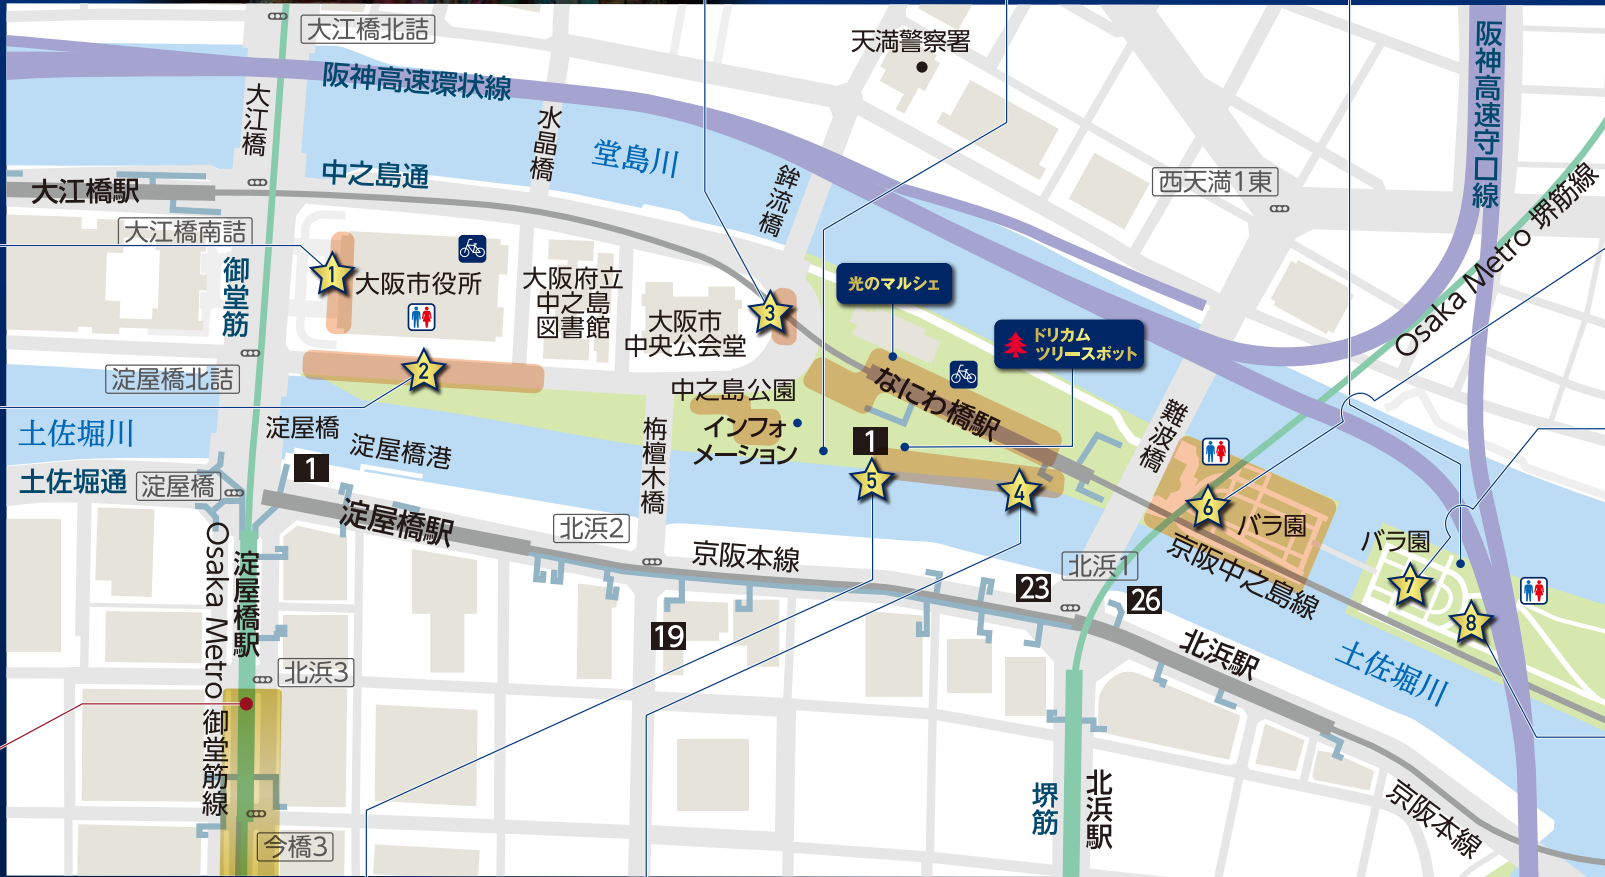 大江橋北詰
天満警察署
阪神高速環状線
阪神高速守口線
大江橋
水晶橋
堂島川
鉾流橋
中之島通
大江橋駅
西天満1東
Osaka Metro 堺筋線
大江橋南詰
御堂筋
1
大阪市役所
大阪府立
中之島
図書館
大阪市
中央公会堂
3
光のマルシェ
ドリカム
ツリースポット
淀屋橋北詰
2
中之島公園
なにわ橋駅
インフォ
メーション
1
難波橋
土佐堀川
淀屋橋
淀屋橋港
栴檀木橋
1
土佐堀通
淀屋橋
5
4
6
バラ園
バラ園
淀屋橋駅
北浜2
京阪本線
北浜1
京阪中之島線
7
8
23
26
19
淀屋橋駅
Osaka Metro 御堂筋線
北浜3
北浜駅
土佐堀川
堺筋
北浜駅
京阪本線
今橋3